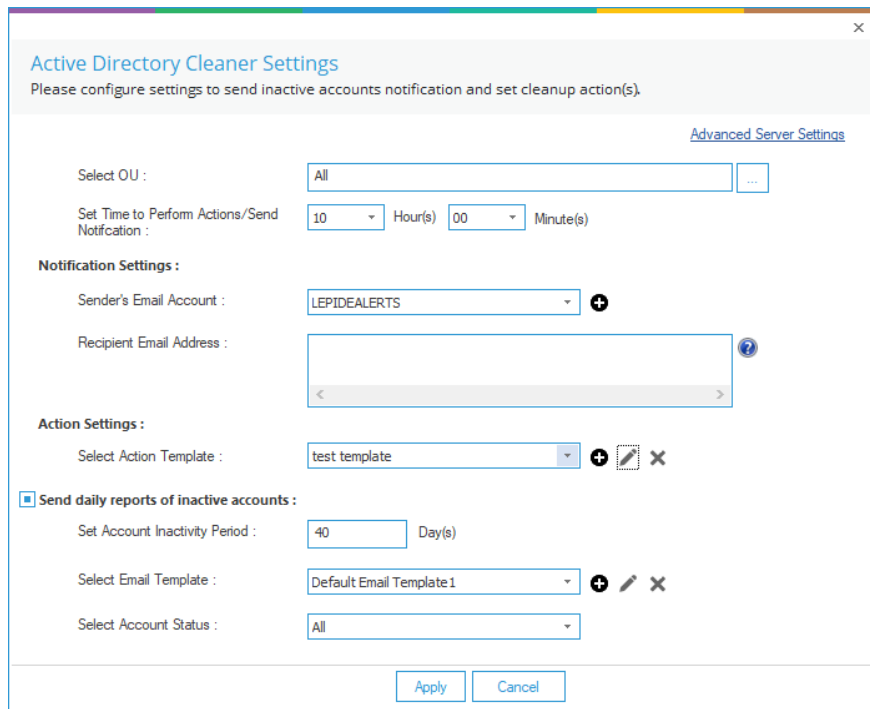 Active Directory Cleaner Settings
Please configure settings to send inactive accounts notification and set cleanup action(s).
Advanced Server Settings
Select OU :
All
...
Set Time to Perform Actions/Send
Notifcation :
10
Hour(s)
00
Minute(s)
Notification Settings :
Sender's Email Account :
LEPIDEALERTS
Recipient Email Address :
Action Settings :
Select Action Template :
test template
Send daily reports of inactive accounts :
Set Account Inactivity Period :
40
Day(s)
Select Email Template :
Default Email Template1
Select Account Status :
All
Apply
Cancel